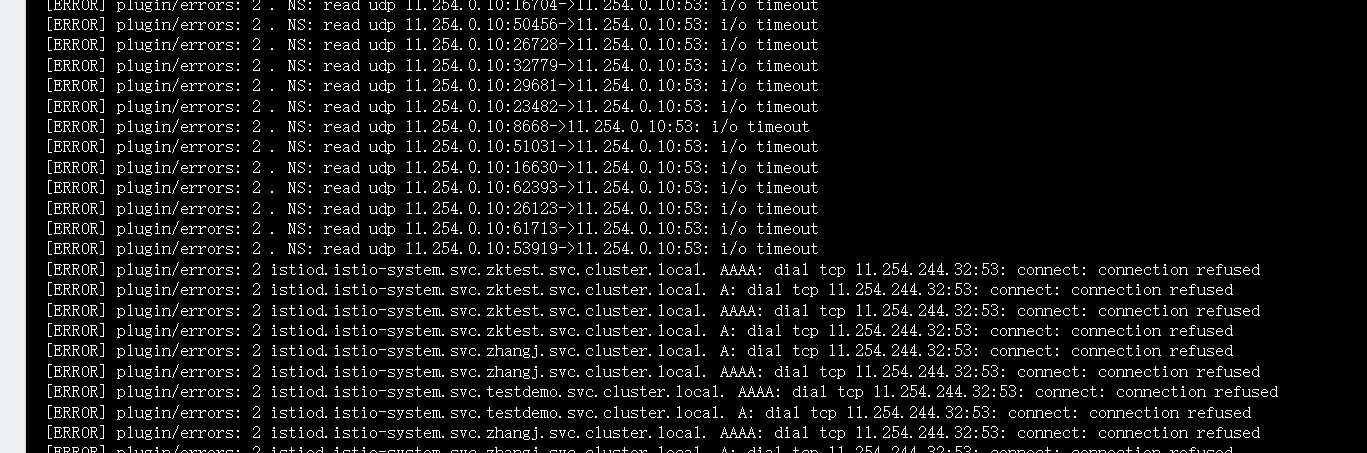 [ERROR] plugin/errors: 2 . NS: read udp 11.254.0.10:16704->11.254.0.10:53: i/o timeout
[ERROR] plugin/errors: 2 . NS: read udp 11.254.0.10:50456->11.254.0.10:53: i/o timeout
[ERROR] plugin/errors: 2 . NS: read udp 11.254.0.10:26728->11.254.0.10:53: i/o timeout
[ERROR] plugin/errors: 2 . NS: read udp 11.254.0.10:32779->11.254.0.10:53: i/o timeout
[ERROR] plugin/errors: 2 . NS: read udp 11.254.0.10:29681->11.254.0.10:53: i/o timeout
[ERROR] plugin/errors: 2 . NS: read udp 11.254.0.10:23482->11.254.0.10:53: i/o timeout
[ERROR] plugin/errors: 2 . NS: read udp 11.254.0.10:8668->11.254.0.10:53: i/o timeout
[ERROR] plugin/errors: 2 . NS: read udp 11.254.0.10:51031->11.254.0.10:53: i/o timeout
[ERROR] plugin/errors: 2 . NS: read udp 11.254.0.10:16630->11.254.0.10:53: i/o timeout
[ERROR] plugin/errors: 2 . NS: read udp 11.254.0.10:62393->11.254.0.10:53: i/o timeout
[ERROR] plugin/errors: 2 . NS: read udp 11.254.0.10:26123->11.254.0.10:53: i/o timeout
[ERROR] plugin/errors: 2 . NS: read udp 11.254.0.10:61713->11.254.0.10:53: i/o timeout
[ERROR] plugin/errors: 2 . NS: read udp 11.254.0.10:53919->11.254.0.10:53: i/o timeout
[ERROR] plugin/errors: 2 istiod.istio-system.svc.zktest.svc.cluster.local. AAAA: dial tcp 11.254.244.32:53: connect: connection refused
[ERROR] plugin/errors: 2 istiod.istio-system.svc.zktest.svc.cluster.local. A: dial tcp 11.254.244.32:53: connect: connection refused
[ERROR] plugin/errors: 2 istiod.istio-system.svc.zktest.svc.cluster.local. AAAA: dial tcp 11.254.244.32:53: connect: connection refused
[ERROR] plugin/errors: 2 istiod.istio-system.svc.zktest.svc.cluster.local. A: dial tcp 11.254.244.32:53: connect: connection refused
[ERROR] plugin/errors: 2 istiod.istio-system.svc.zhangj.svc.cluster.local. A: dial tcp 11.254.244.32:53: connect: connection refused
[ERROR] plugin/errors: 2 istiod.istio-system.svc.zhangj.svc.cluster.local. AAAA: dial tcp 11.254.244.32:53: connect: connection refused
[ERROR] plugin/errors: 2 istiod.istio-system.svc.testdemo.svc.cluster.local. AAAA: dial tcp 11.254.244.32:53: connect: connection refused
[ERROR] plugin/errors: 2 istiod.istio-system.svc.testdemo.svc.cluster.local. A: dial tcp 11.254.244.32:53: connect: connection refused
[ERROR] plugin/errors: 2 istiod.istio-system.svc.zhangj.svc.cluster.local. AAAA: dial tcp 11.254.244.32:53: connect: connection refused